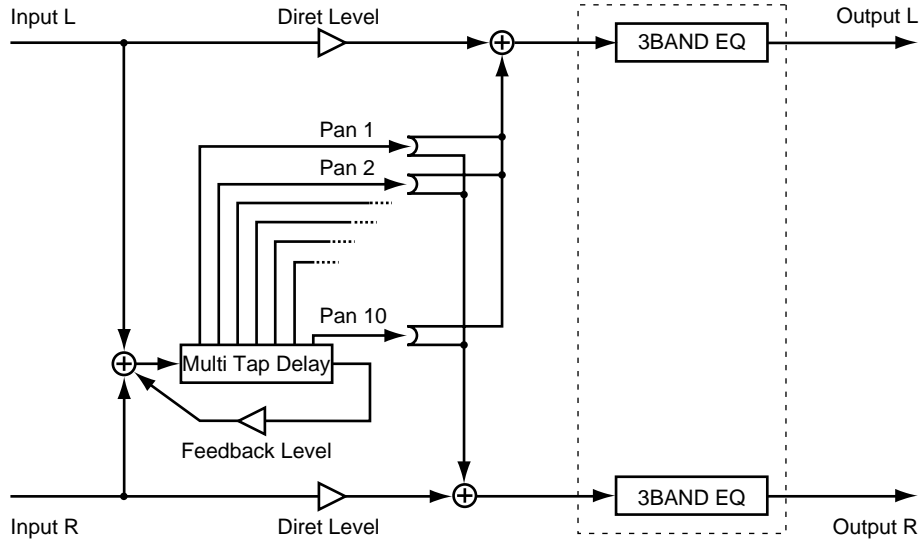 Input L
Diret Level
Output L
3BAND EQ
Pan 1
Pan 2
Pan 10
Multi Tap Delay
Feedback Level
3BAND EQ
Input R
Diret Level
Output R